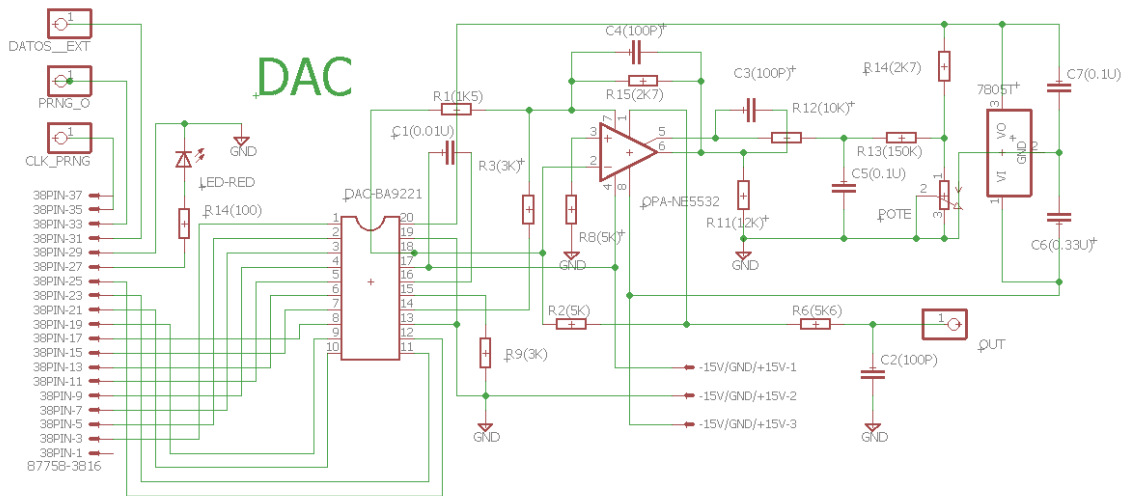 1
DATOS__EXT
1
PRNG_O
1
CLK_PRNG
DAC
GND
LED-RED
R14(100)
38PIN-37
38PIN-35
38PIN-33
38PIN-31
38PIN-29
38PIN-27
38PIN-25
38PIN-23
38PIN-21
38PIN-19
38PIN-17
38PIN-15
38PIN-13
38PIN-11
38PIN-9
38PIN-7
38PIN-5
38PIN-3
38PIN-1
87758-3816
DAC-BA9221
1 20
2 19
3 18
4 17
5 16
6 15
7 14
8 13
9 12
10 11
R1(1K5)
C1(0.01U)
R3(3K)
R9(3K)
GND
C4(100P)
R15(2K7)
7 1
3 5
2 6
4 8
OPA-NE5532
R8(5K)
GND
R2(5K)
C3(100P)
R12(10K)
R11(12K)
GND
C5(0.1U)
R13(150K)
R14(2K7)
1
2
3
POTE
7805T
3
VO
GND
2
VI
1
C7(0.1U)
C6(0.33U)
R6(5K6)
1
OUT
C2(100P)
GND
-15V/GND/+15V-1
-15V/GND/+15V-2
-15V/GND/+15V-3